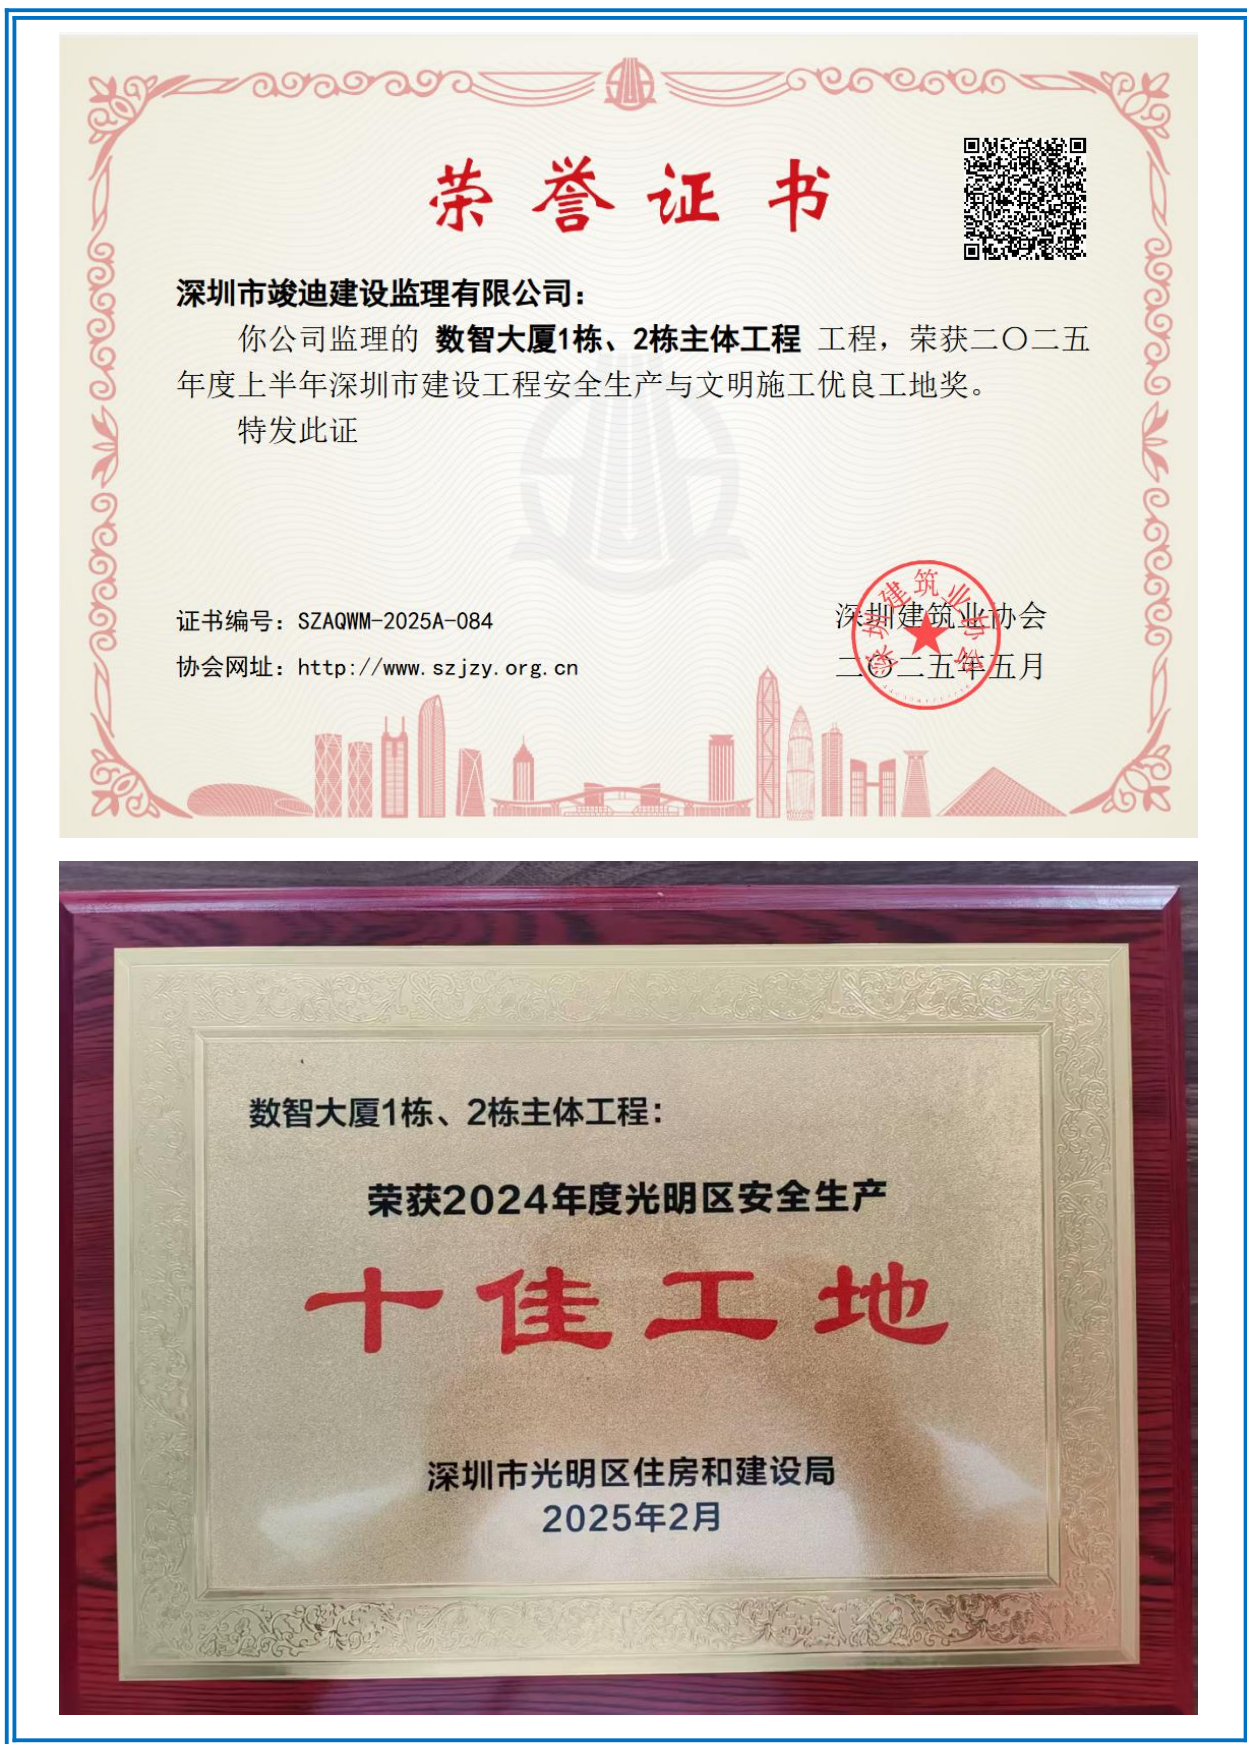 荣誉证书
深圳市竣迪建设监理有限公司：
你公司监理的 数智大厦1栋、2栋主体工程 工程，荣获二〇二五
年度上半年深圳市建设工程安全生产与文明施工优良工地奖。
特发此证
证书编号：SZAQWM-2025A-084
协会网址：http://www.szjzy.org.cn
深圳建筑业协会
深圳建筑业协会
二〇二五年五月
数智大厦1栋、2栋主体工程：
荣获2024年度光明区安全生产
十佳工地
深圳市光明区住房和建设局
2025年2月